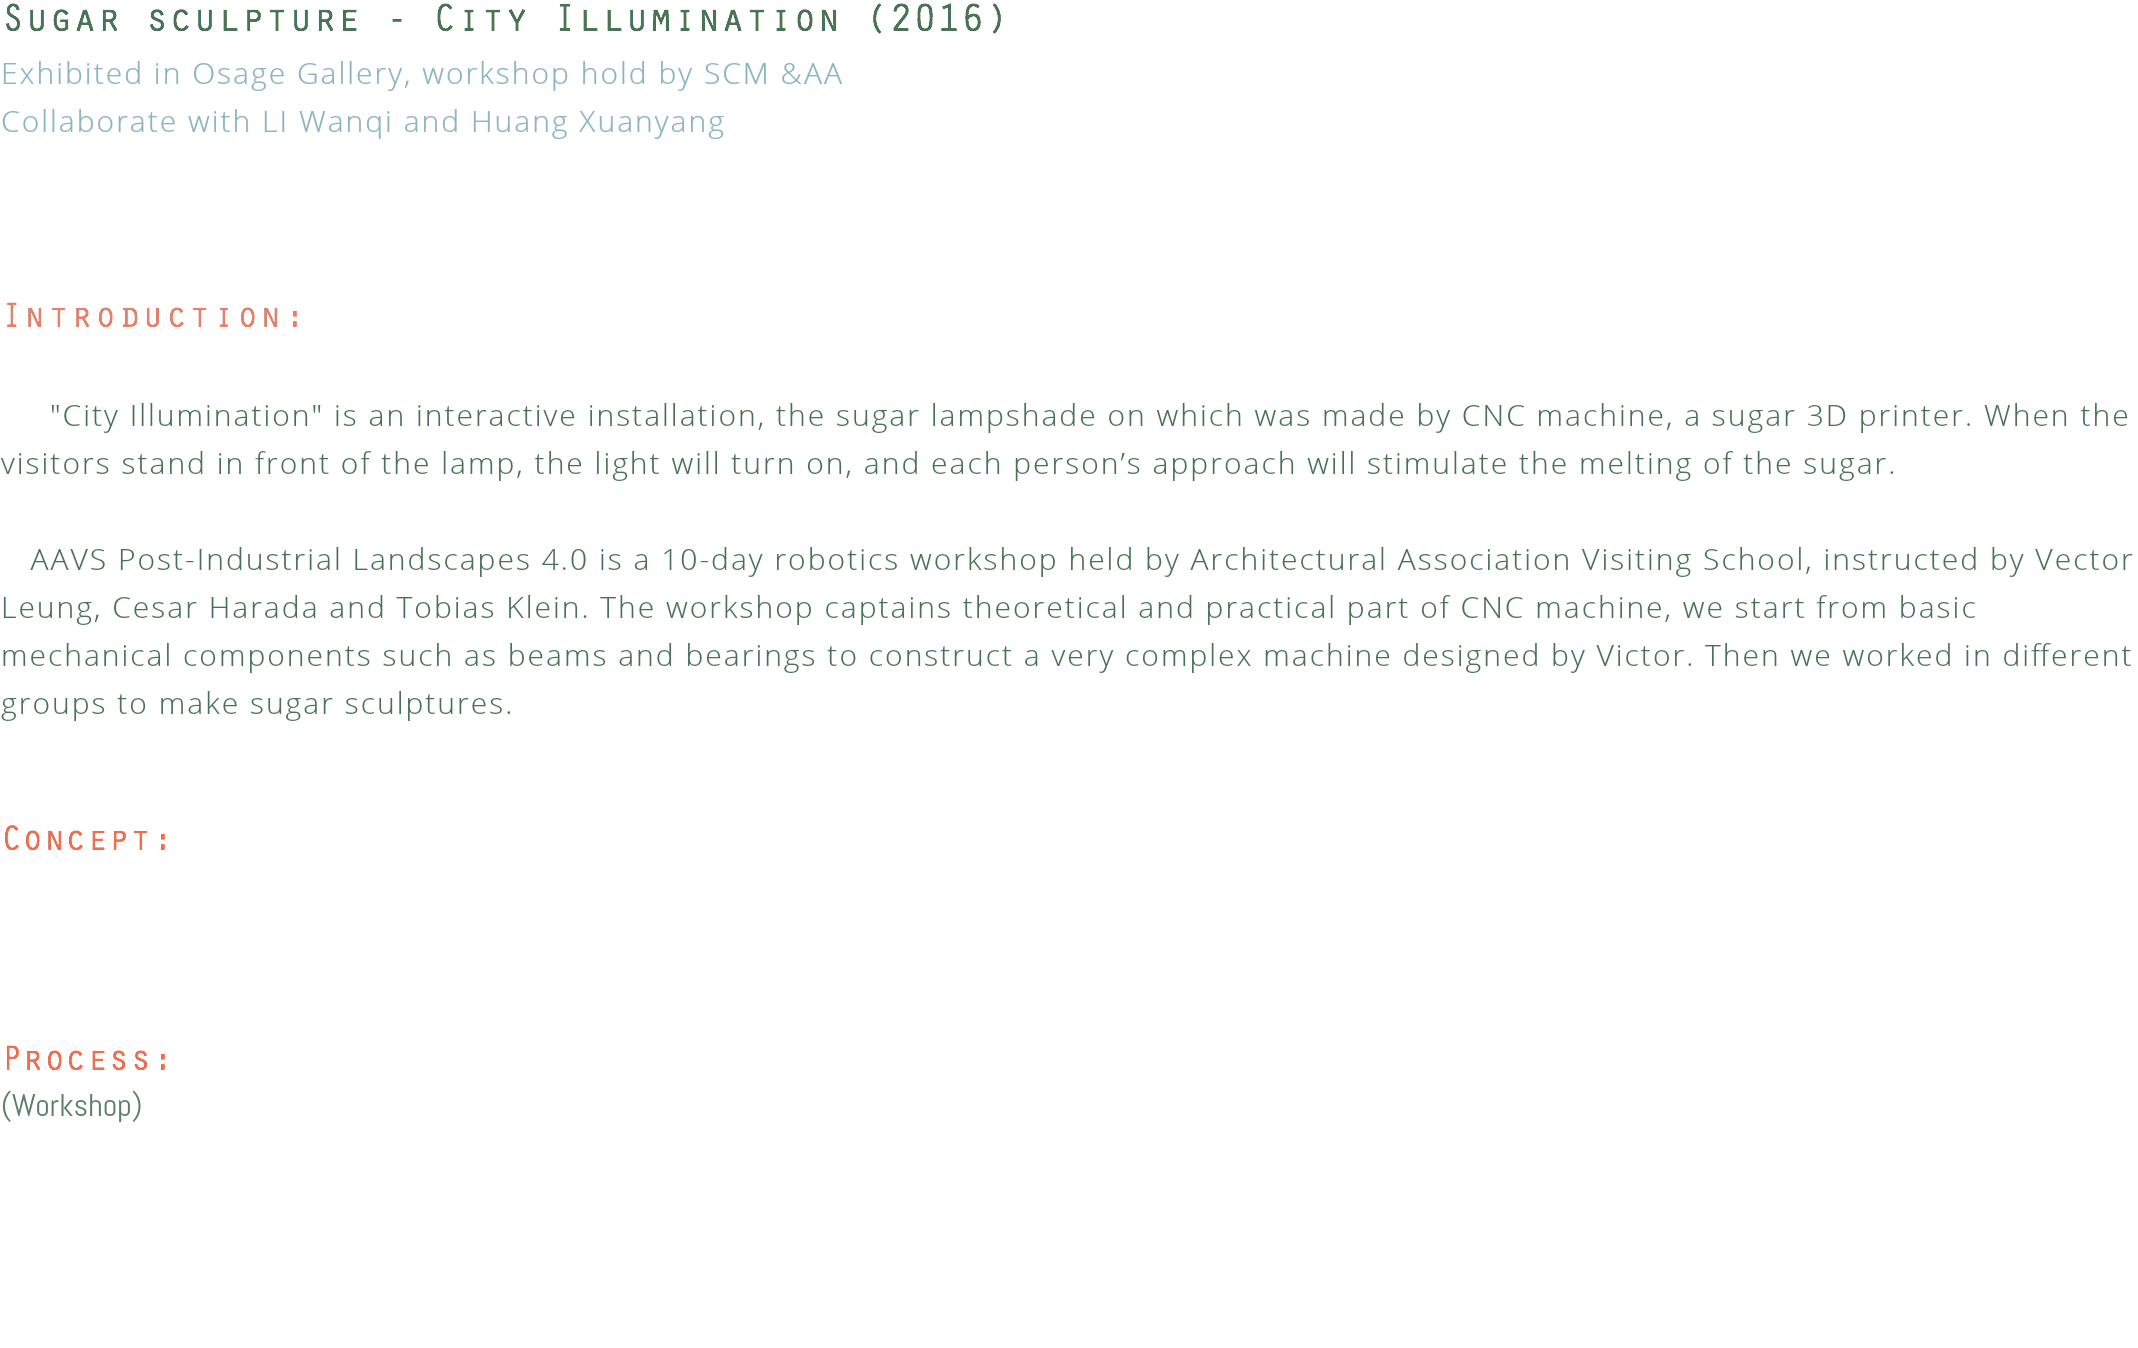 Sugar sculpture - City Illumination (2016)
Exhibited in Osage Gallery, workshop hold by SCM &AA
Collaborate with LI Wanqi and Huang Xuanyang
Introduction:
"City Illumination" is an interactive installation, the sugar lampshade on which was made by CNC machine, a sugar 3D printer. When the
visitors stand in front of the lamp, the light will turn on, and each person’s approach will stimulate the melting of the sugar.
AAVS Post-Industrial Landscapes 4.0 is a 10-day robotics workshop held by Architectural Association Visiting School, instructed by Vector
Leung, Cesar Harada and Tobias Klein. The workshop captains theoretical and practical part of CNC machine, we start from basic
mechanical components such as beams and bearings to construct a very complex machine designed by Victor. Then we worked in different
groups to make sugar sculptures.
Concept:
Process:
(Workshop)